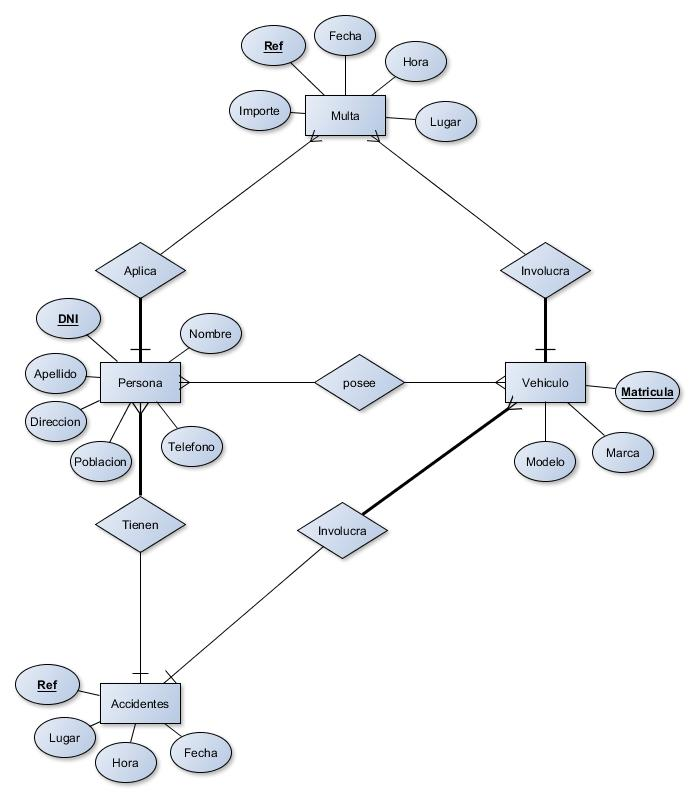 Ref
Fecha
Hora
Importe
Multa
Lugar
Aplica
Involucra
DNI
Nombre
Apellido
Persona
posee
Vehiculo
Matricula
Direccion
Poblacion
Telefono
Modelo
Marca
Tienen
Involucra
Ref
Accidentes
Lugar
Hora
Fecha